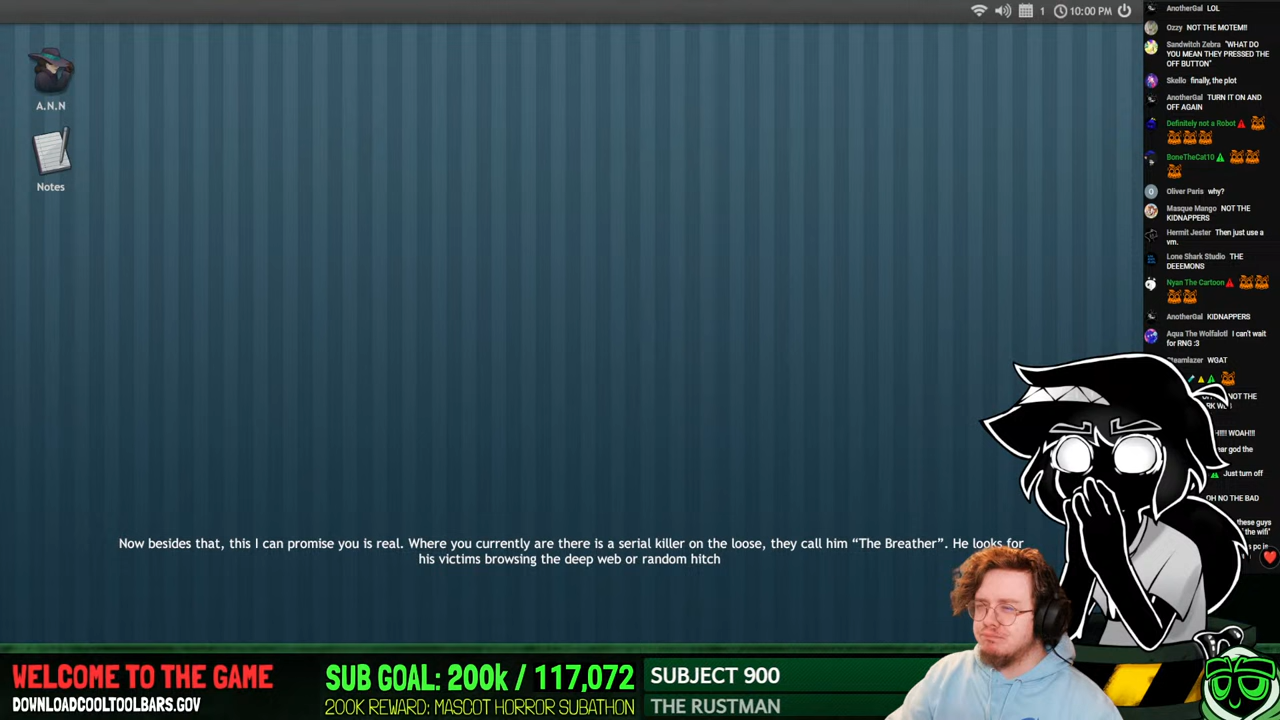 1 10:00 PM
A.N.N
Notes
Now besides that, this I can promise you is real. Where you currently are there is a serial killer on the loose, they call him “The Breather”. He looks for
his victims browsing the deep web or random hitch
AnotherGal LOL
Ozzy NOT THE MOTEM!!
Sandwitch Zebra "WHAT DO
YOU MEAN THEY PRESSED THE
OFF BUTTON"
Skello finally, the plot
AnotherGal TURN IT ON AND
OFF AGAIN
Definitely not a Robot
BoneTheCat10
Oliver Paris why?
Masque Mango NOT THE
KIDNAPPERS
Hermit Jester Then just use a
vm.
Lone Shark Studio THE
DEEEMONS
Nyan The Cartoon
AnotherGal KIDNAPPERS
Aqua The Wolfalotl I can't wait
for RNG :3
WGAT
NOT THE
WOAH!!!
god the
Just turn off
OH NO THE BAD
these guys
wifi"
WELCOME TO THE GAME
DOWNLOADCOOLTOOLBARS.GOV
SUB GOAL: 200k / 117,072
200K REWARD: MASCOT HORROR SUBATHON
SUBJECT 900
THE RUSTMAN